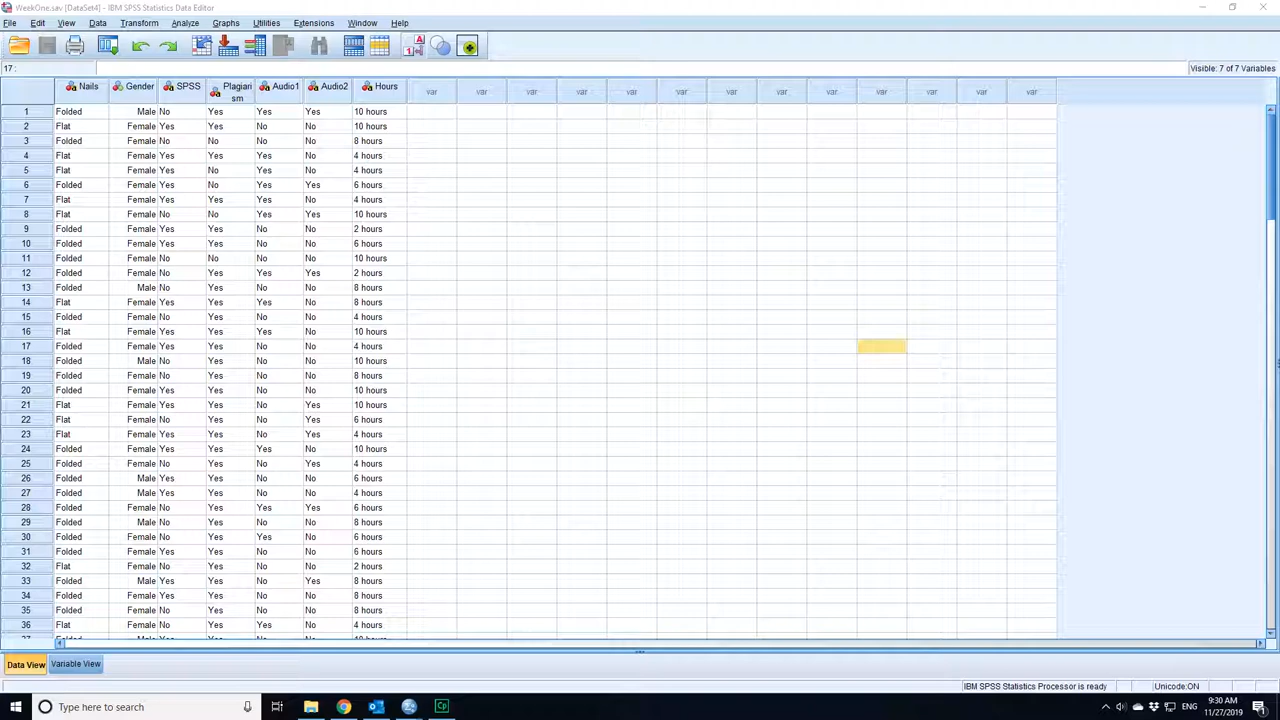 WeekOne.sav [DataSet4] - IBM SPSS Statistics Data Editor
File Edit View Data Transform Analyze Graphs Utilities Extensions Window Help
17 :
Visible: 7 of 7 Variables
Nails Gender SPSS Plagiari Audio1 Audio2 Hours var var var var var var var var var var var var var
sm
1 Folded Male No Yes Yes Yes 10 hours
2 Flat Female Yes Yes No No 10 hours
3 Folded Female No No No No 8 hours
4 Flat Female Yes Yes Yes No 4 hours
5 Flat Female Yes No Yes No 4 hours
6 Folded Female Yes No Yes Yes 6 hours
7 Flat Female Yes Yes Yes No 4 hours
8 Flat Female No No Yes Yes 10 hours
9 Folded Female Yes Yes No No 2 hours
10 Folded Female Yes Yes No No 6 hours
11 Folded Female No No No No 10 hours
12 Folded Female No Yes Yes Yes 2 hours
13 Folded Male No Yes No No 8 hours
14 Flat Female Yes Yes Yes No 8 hours
15 Folded Female No Yes No No 4 hours
16 Flat Female Yes Yes Yes No 10 hours
17 Folded Female Yes Yes No No 4 hours
18 Folded Male No Yes No No 10 hours
19 Folded Female No Yes No No 8 hours
20 Folded Female Yes Yes No No 10 hours
21 Flat Female Yes Yes No Yes 10 hours
22 Flat Female No Yes No Yes 6 hours
23 Flat Female Yes Yes No Yes 4 hours
24 Folded Female Yes Yes Yes No 10 hours
25 Folded Female No Yes No Yes 4 hours
26 Folded Male Yes Yes No No 6 hours
27 Folded Male Yes Yes No No 4 hours
28 Folded Female No Yes Yes Yes 6 hours
29 Folded Male No Yes No No 8 hours
30 Folded Female No Yes Yes No 6 hours
31 Folded Female Yes Yes No No 6 hours
32 Flat Female No Yes No No 2 hours
33 Folded Male Yes Yes No Yes 8 hours
34 Folded Female Yes Yes No No 8 hours
35 Folded Female No Yes No No 8 hours
36 Flat Female No Yes Yes No 4 hours
Data View Variable View
IBM SPSS Statistics Processor is ready Unicode:ON
Type here to search
Cp
ENG
9:30 AM
11/27/2019